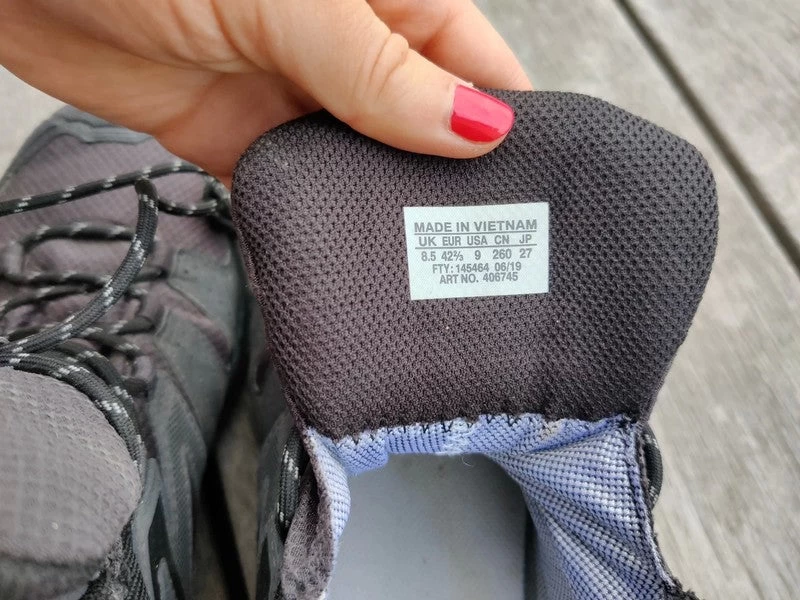 MADE IN VIETNAM
UK EUR USA CN JP
8.5 42⅔ 9 260 27
FTY: 145464 06/19
ART NO. 406745